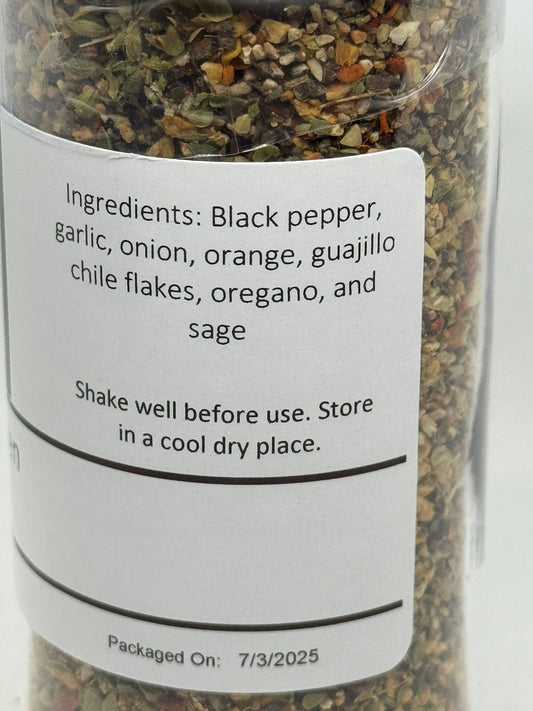 Ingredients: Black pepper,
garlic, onion, orange, guajillo
chile flakes, oregano, and
sage
Shake well before use. Store
in a cool dry place.
Packaged On: 7/3/2025